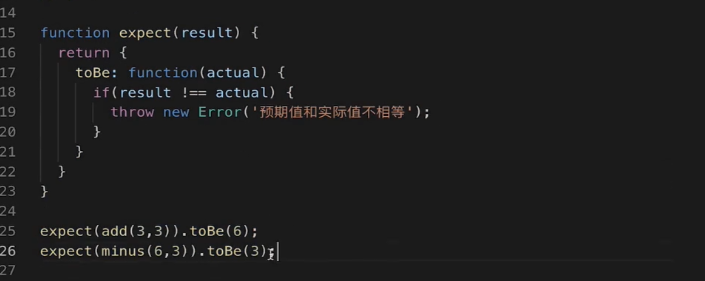 14
15 function expect(result) {
16   return {
17     toBe: function(actual) {
18       if(result !== actual) {
19         throw new Error('预期值和实际值不相等');
20       }
21     }
22   }
23 }
24
25 expect(add(3,3)).toBe(6);
26 expect(minus(6,3)).toBe(3);
27